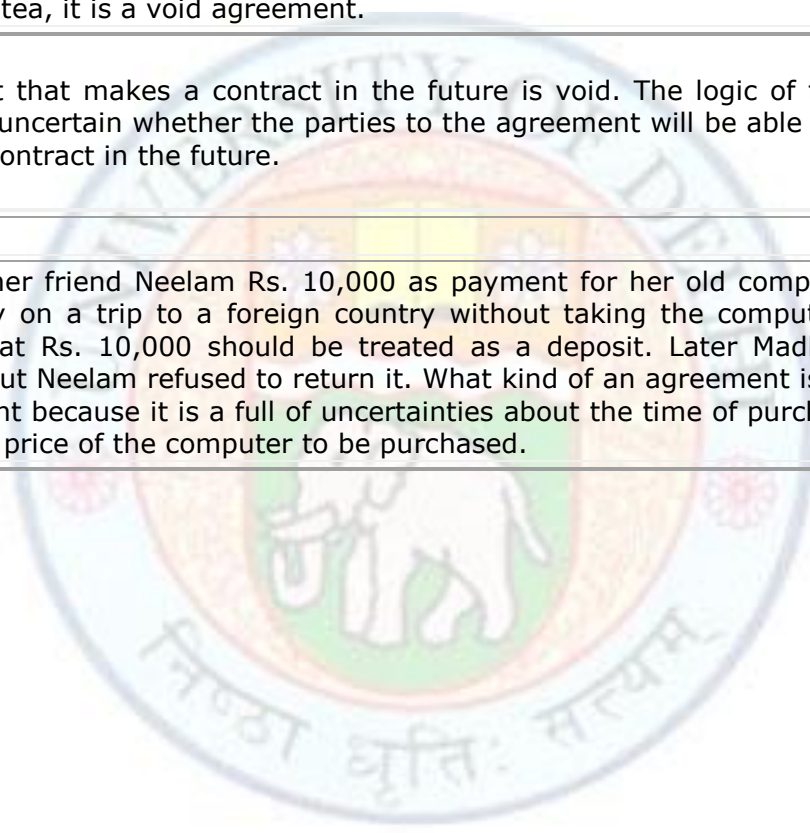 tea, it is a void agreement.
t that makes a contract in the future is void. The logic of
uncertain whether the parties to the agreement will be able
ontract in the future.
her friend Neelam Rs. 10,000 as payment for her old comp
y on a trip to a foreign country without taking the comput
at Rs. 10,000 should be treated as a deposit. Later Mad
ut Neelam refused to return it. What kind of an agreement is
nt because it is a full of uncertainties about the time of purch
price of the computer to be purchased.
UNIVERSITY OF DELHI
निष्ठा धृति: सत्यम्